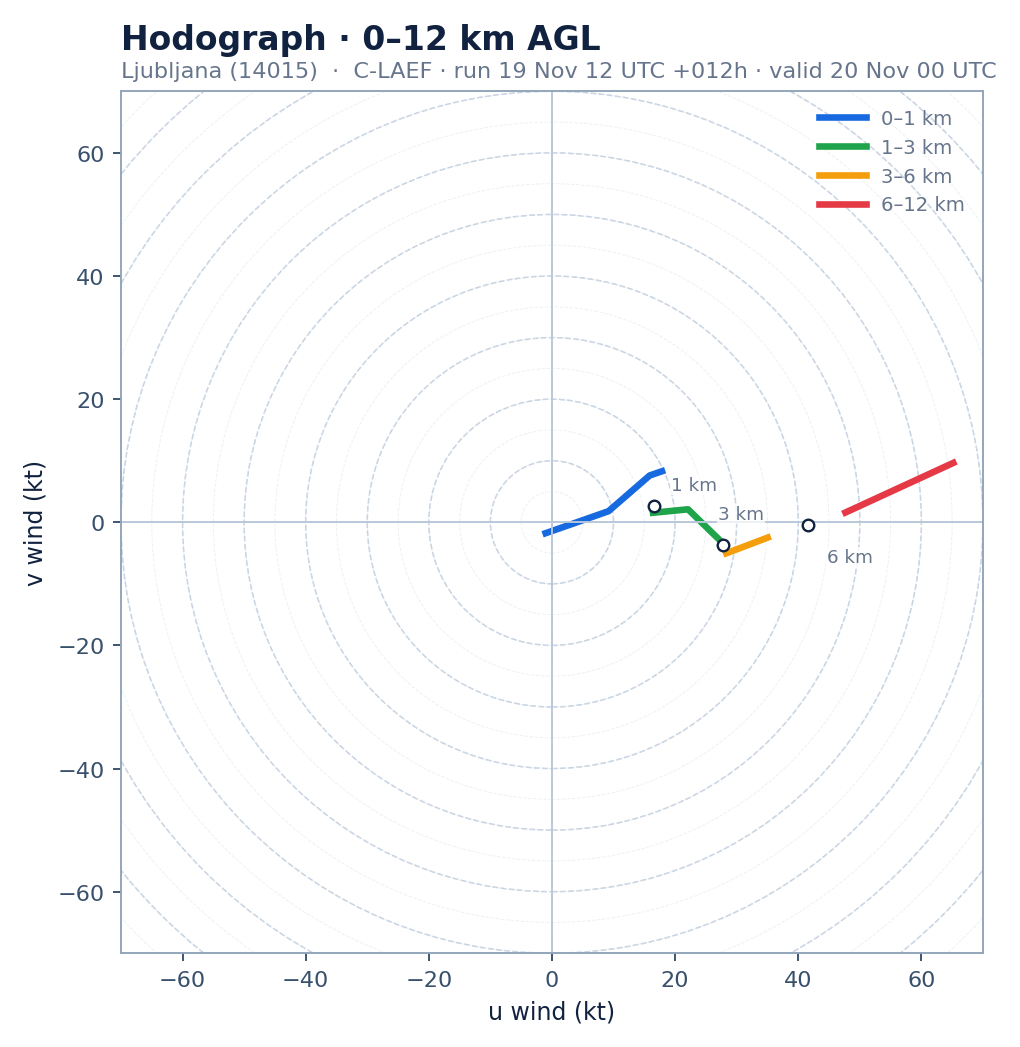 Hodograph · 0–12 km AGL
Ljubljana (14015)  ·  C-LAEF · run 19 Nov 12 UTC +012h · valid 20 Nov 00 UTC
0–1 km
1–3 km
3–6 km
6–12 km
60
40
20
0
−20
−40
−60
v wind (kt)
1 km
3 km
6 km
−60
−40
−20
0
20
40
60
u wind (kt)